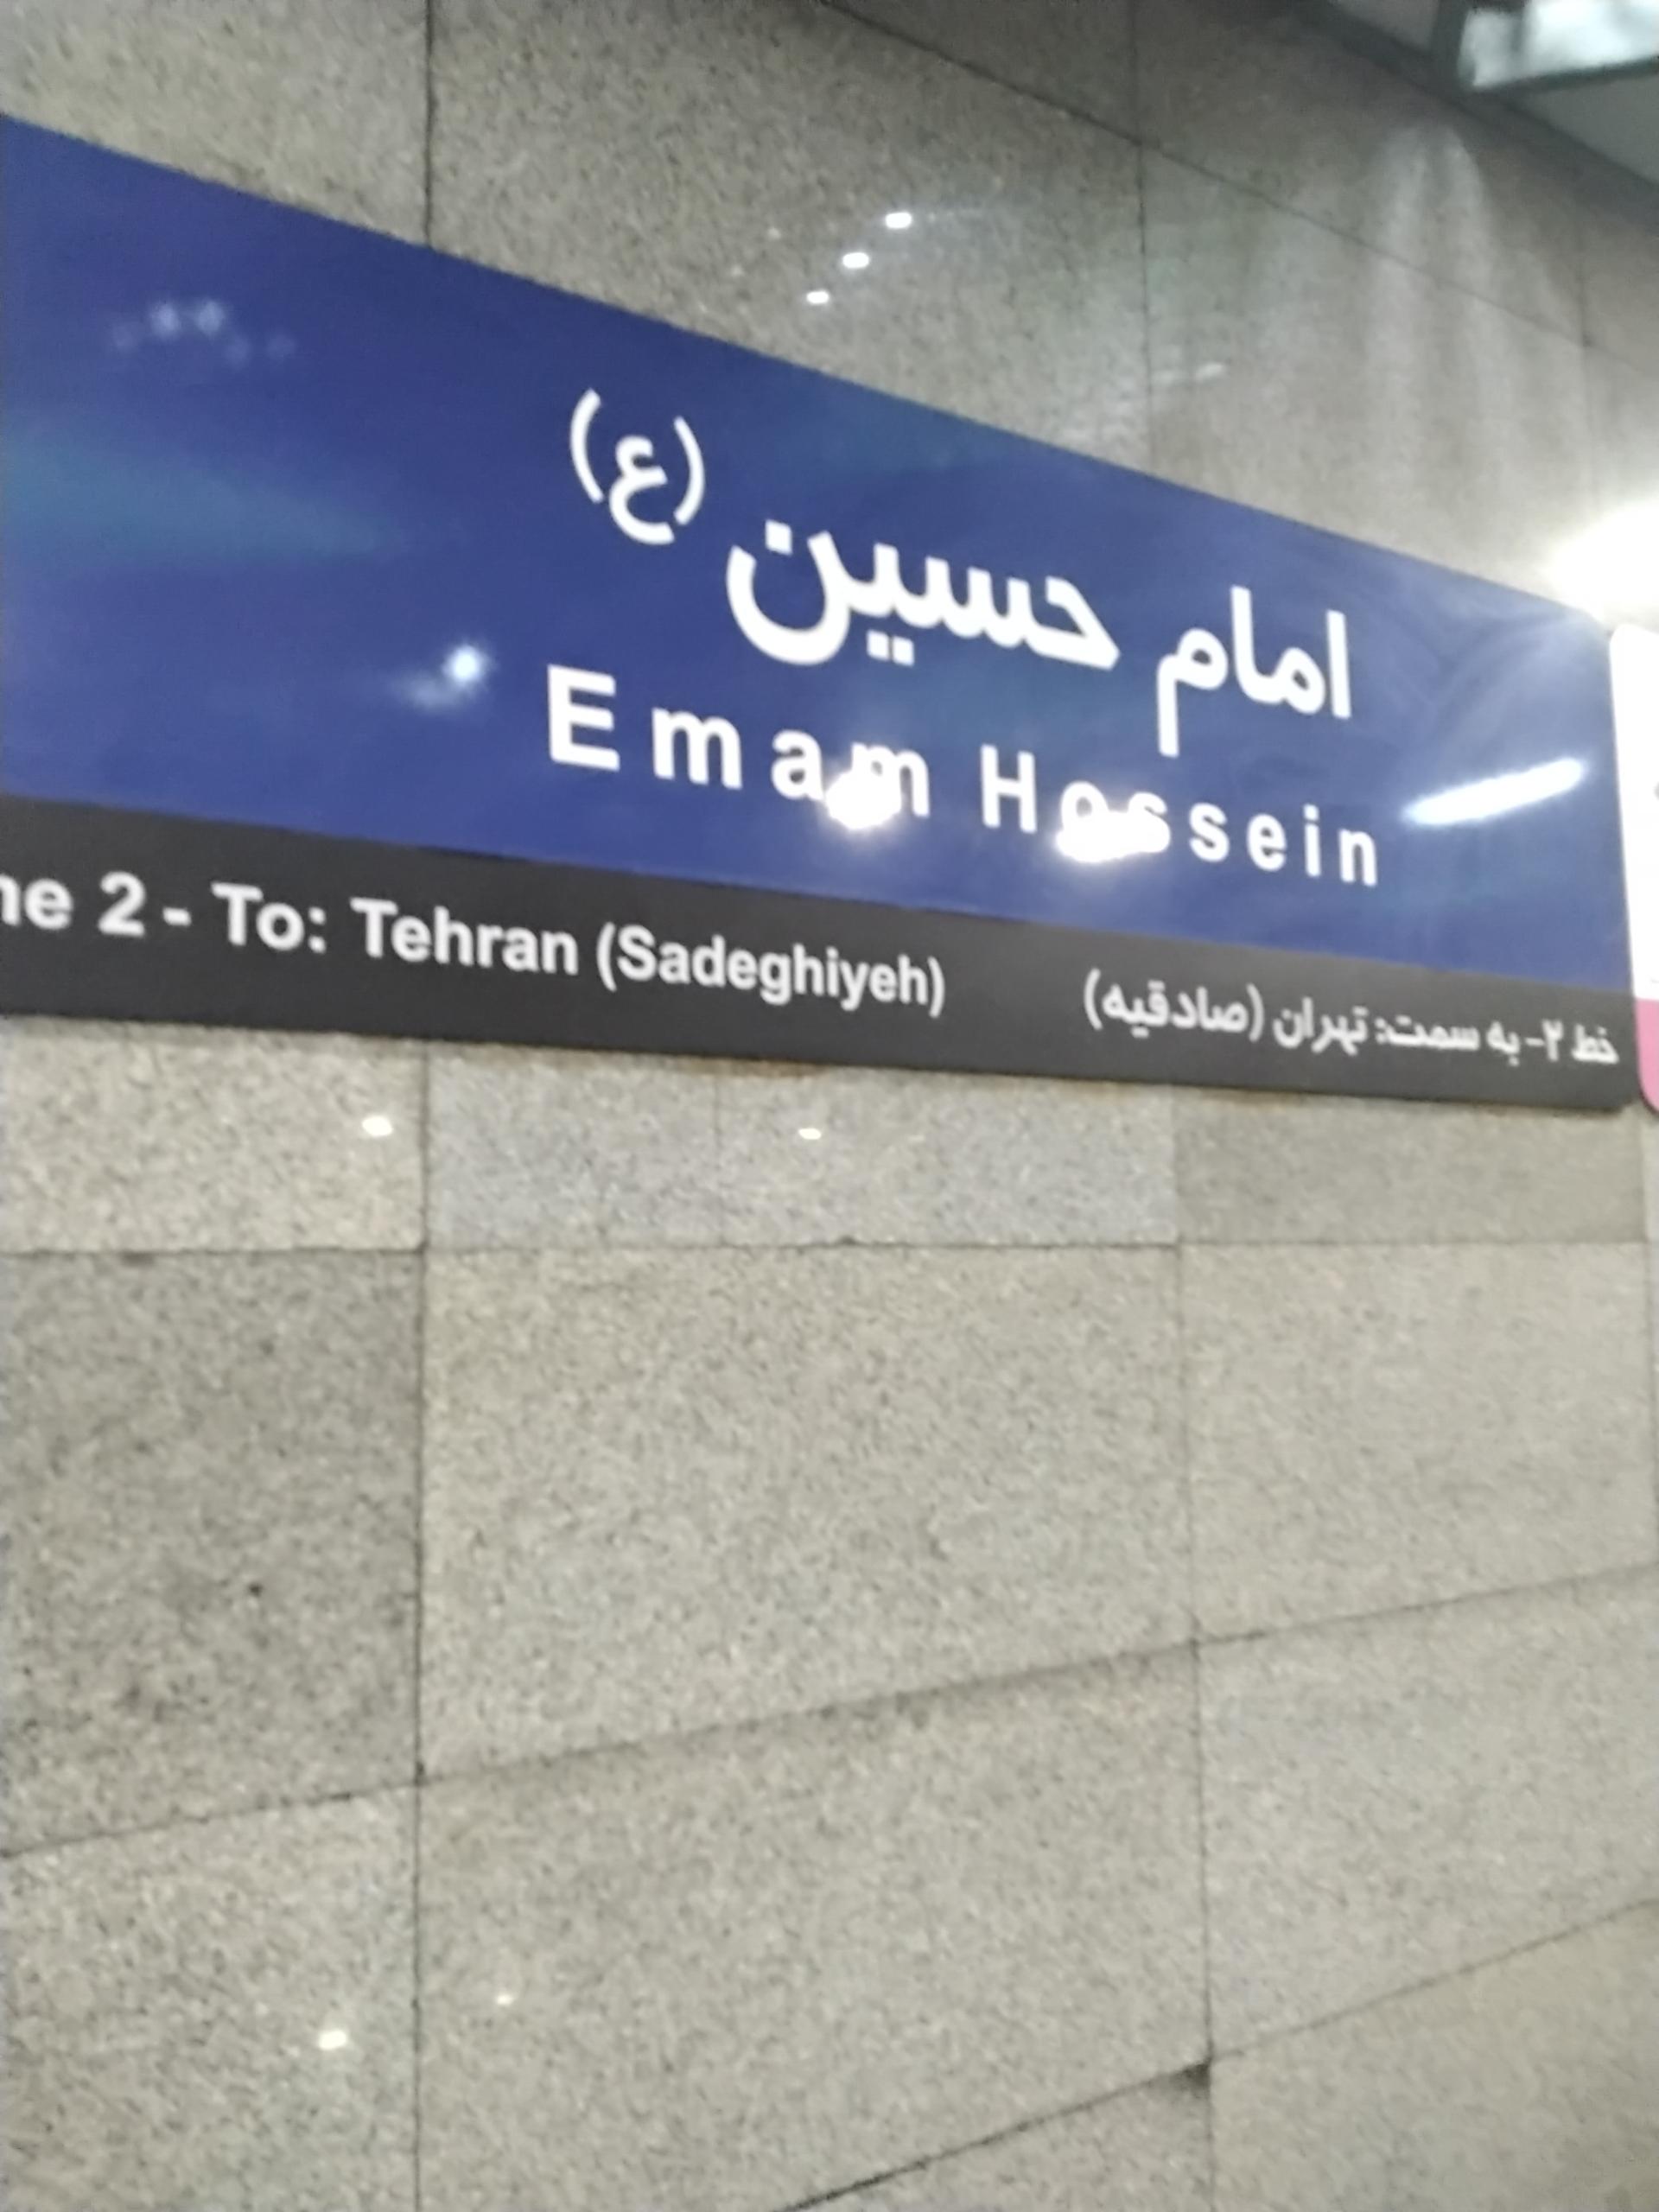 امام حسین (ع)
Emam Hossein
ne 2 - To: Tehran (Sadeghiyeh)
خط ۲- به سمت: تهران (صادقیه)